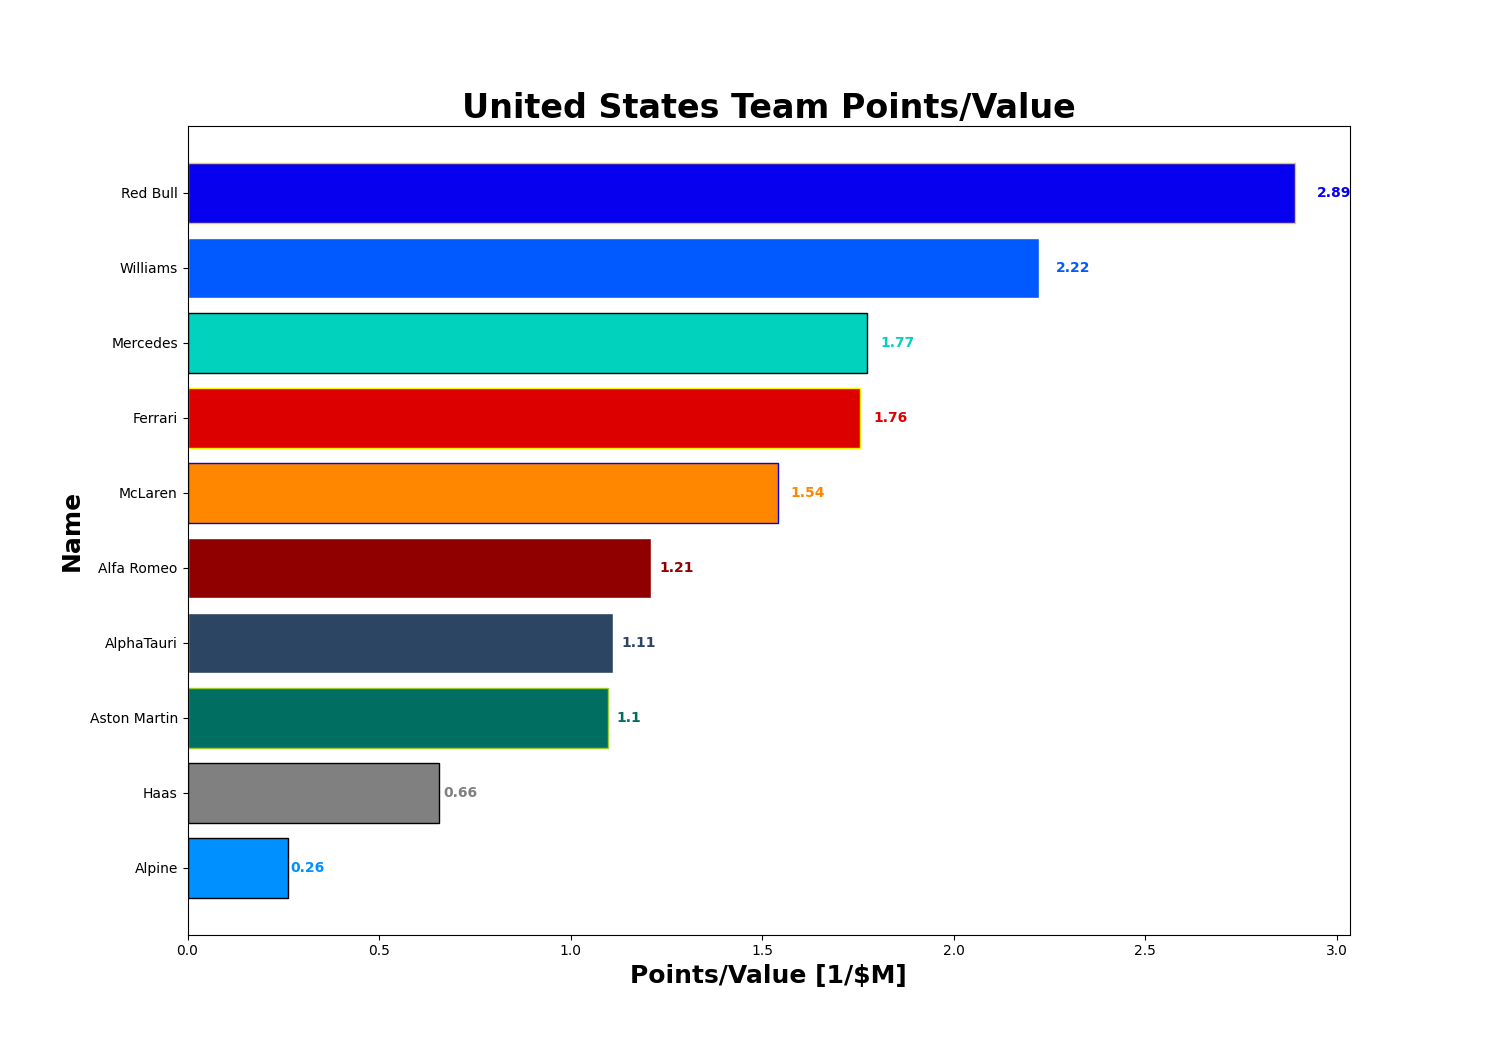 United States Team Points/Value
Red Bull 2.89
Williams 2.22
Mercedes 1.77
Ferrari 1.76
McLaren 1.54
Alfa Romeo 1.21
AlphaTauri 1.11
Aston Martin 1.1
Haas 0.66
Alpine 0.26
Name
0.0 0.5 1.0 1.5 2.0 2.5 3.0
Points/Value [1/$M]